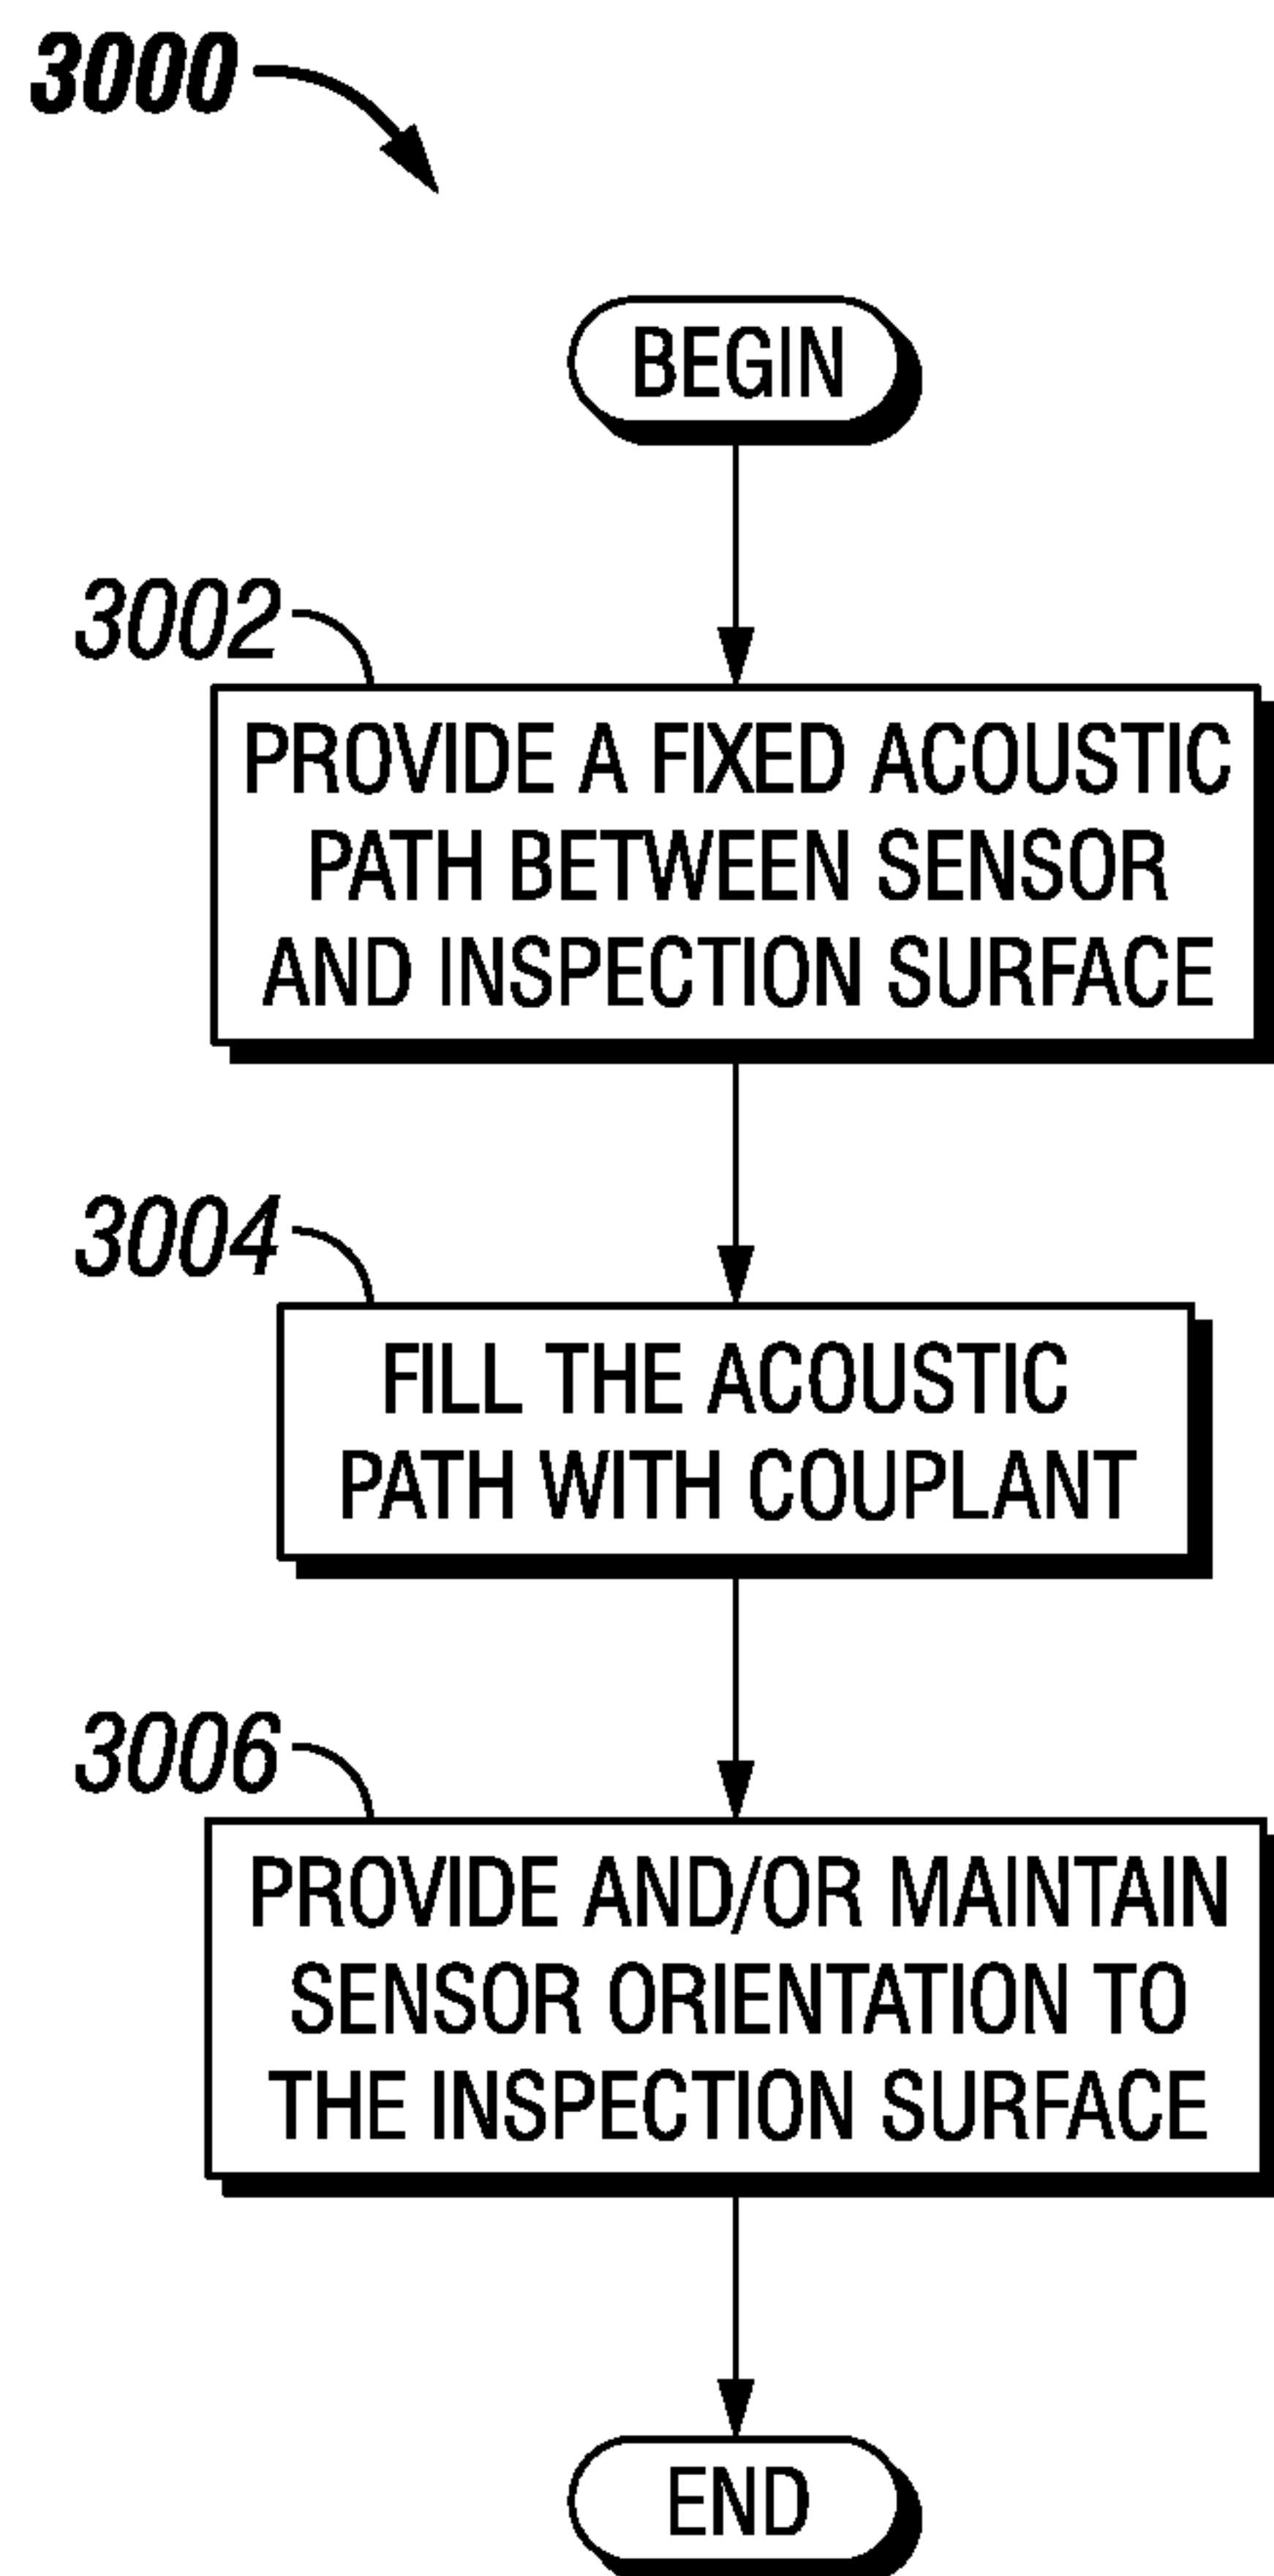 3000
BEGIN
3002
PROVIDE A FIXED ACOUSTIC
PATH BETWEEN SENSOR
AND INSPECTION SURFACE
3004
FILL THE ACOUSTIC
PATH WITH COUPLANT
3006
PROVIDE AND/OR MAINTAIN
SENSOR ORIENTATION TO
THE INSPECTION SURFACE
END